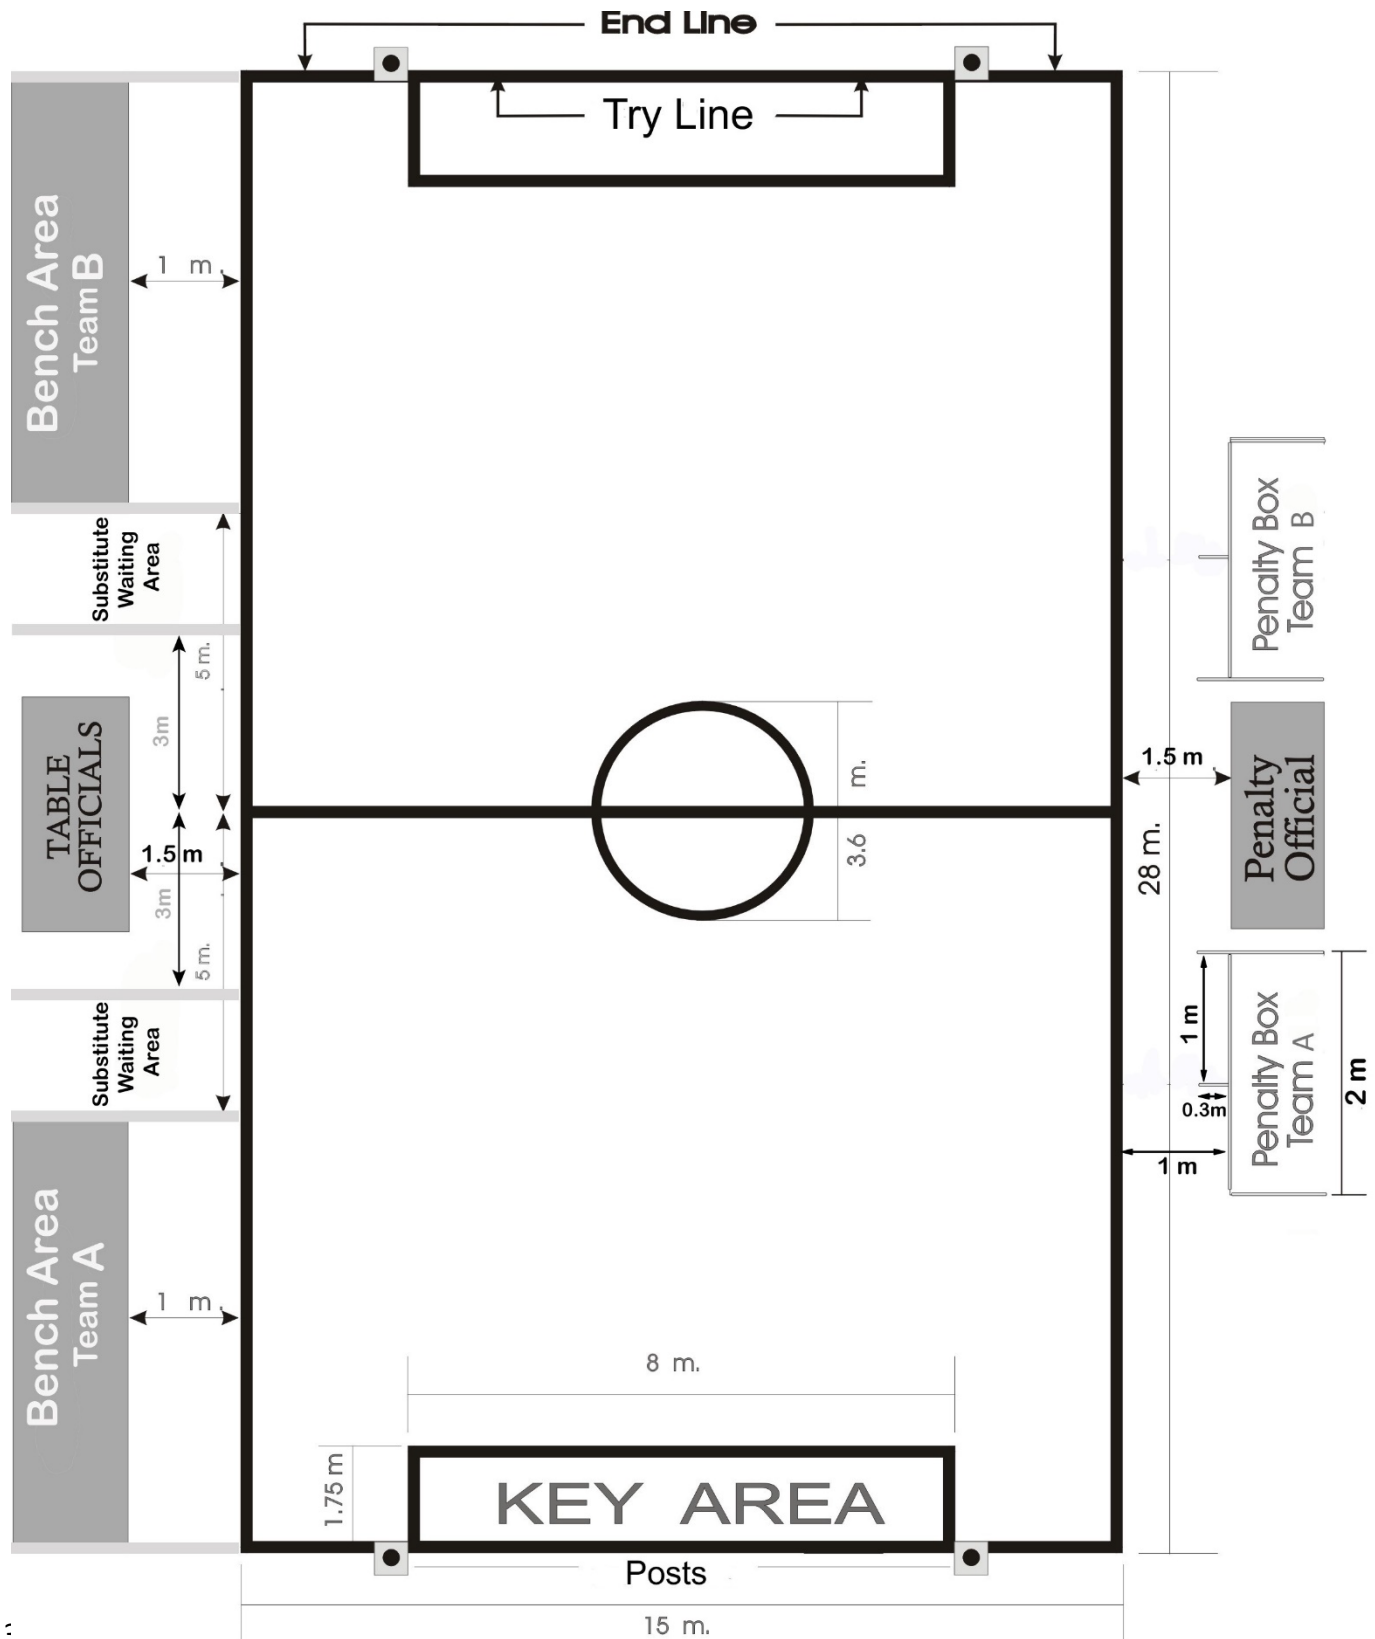 End Line
Try Line
Bench Area
Team B
1 m.
Substitute
Waiting
Area
5 m.
3m
TABLE
OFFICIALS
1.5 m
3m
5 m.
Substitute
Waiting
Area
Bench Area
Team A
1 m.
m.
3.6
Penalty Box
Team B
1.5 m
Penalty
Official
28 m.
1 m
0.3m
Penalty Box
Team A
2 m
1 m
8 m.
1.75 m
KEY AREA
Posts
15 m.